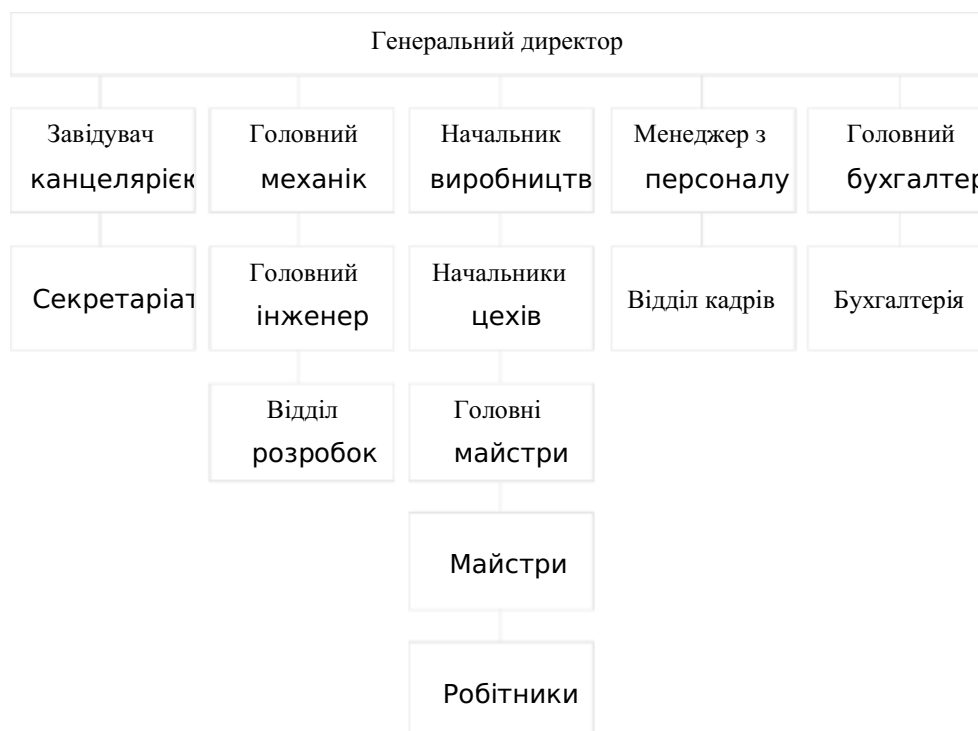 Генеральний директор
Завідувач
канцелярією
Головний
механік
Начальник
виробництв
Менеджер з
персоналу
Головний
бухгалтер
Секретаріат
Головний
інженер
Начальники
цехів
Відділ кадрів
Бухгалтерія
Відділ
розробок
Головні
майстри
Майстри
Робітники